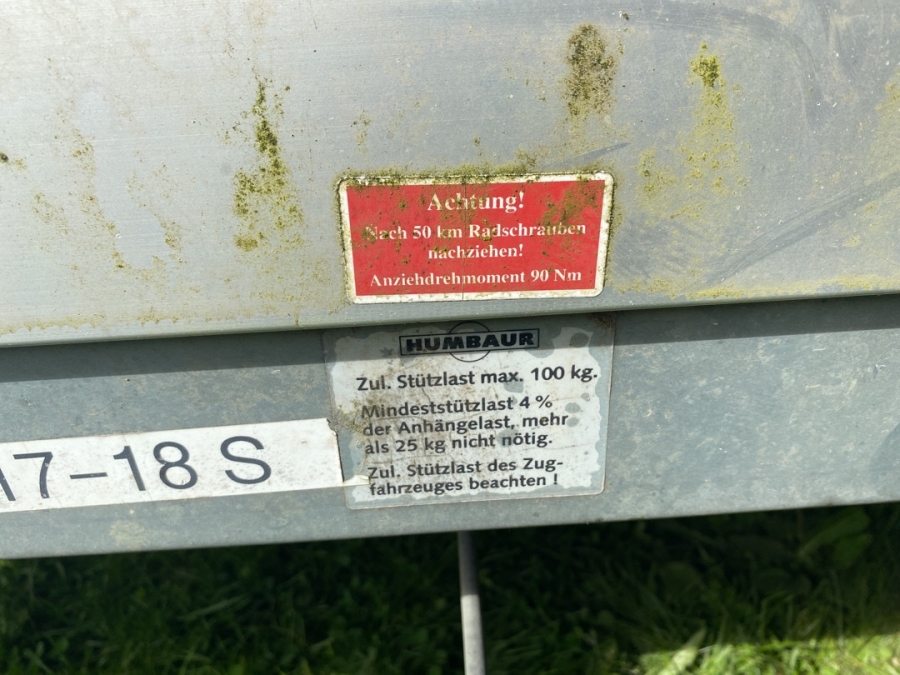 Achtung!
Nach 50 km Radschrauben
nachziehen!
Anziehdrehmoment 90 Nm
HUMBAUR
Zul. Stützlast max. 100 kg.
Mindeststützlast 4 %
der Anhängelast, mehr
als 25 kg nicht nötig.
Zul. Stützlast des Zug-
fahrzeuges beachten !
17-18 S